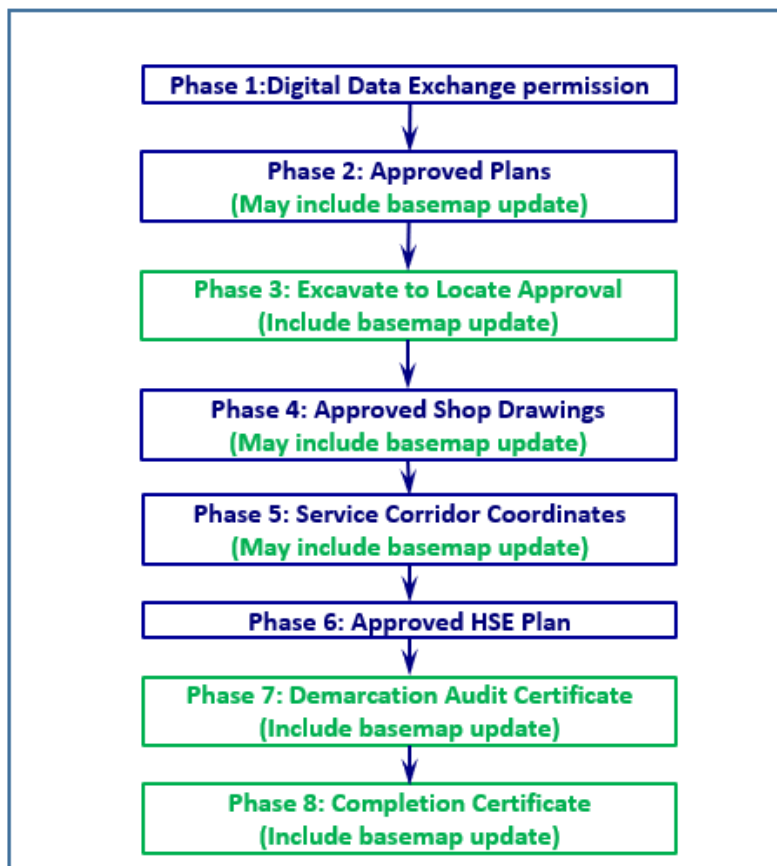 Phase 1:Digital Data Exchange permission
Phase 2: Approved Plans
(May include basemap update)
Phase 3: Excavate to Locate Approval
(Include basemap update)
Phase 4: Approved Shop Drawings
(May include basemap update)
Phase 5: Service Corridor Coordinates
(May include basemap update)
Phase 6: Approved HSE Plan
Phase 7: Demarcation Audit Certificate
(Include basemap update)
Phase 8: Completion Certificate
(Include basemap update)